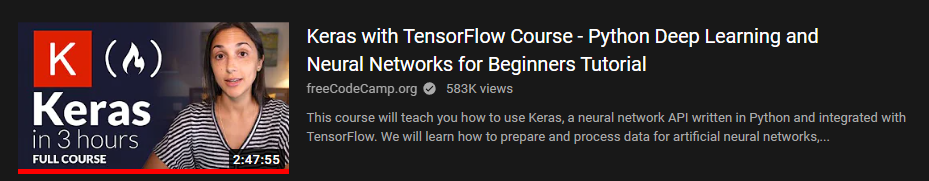 K
Keras
in 3 hours
FULL COURSE
2:47:55
Keras with TensorFlow Course - Python Deep Learning and
Neural Networks for Beginners Tutorial
freeCodeCamp.org 583K views
This course will teach you how to use Keras, a neural network API written in Python and integrated with
TensorFlow. We will learn how to prepare and process data for artificial neural networks,...